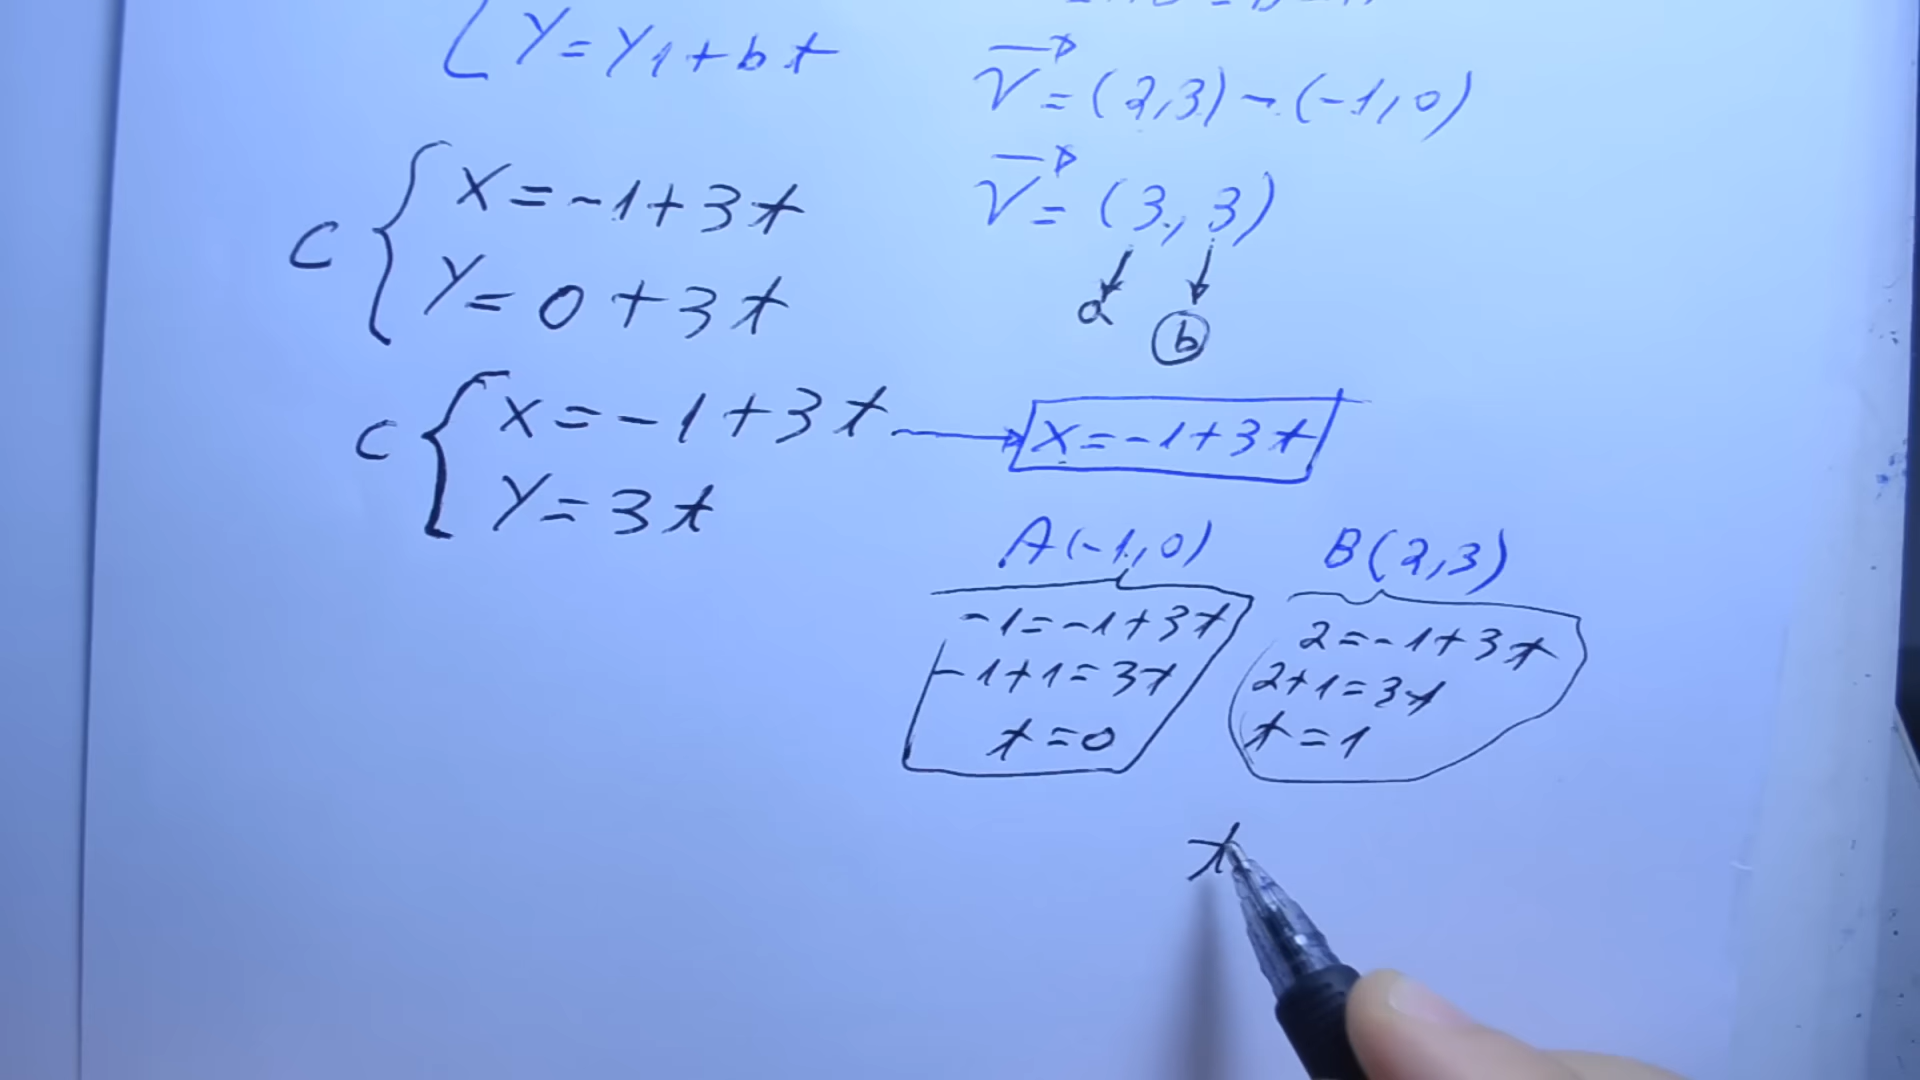 Y=Y1+bt
V=(2,3)-(-1,0)
C { X=-1+3t
Y=0+3t
V=(3,3)
a b
C { X=-1+3t
Y=3t
X=-1+3t
A(-1,0)
-1=-1+3t
-1+1=3t
t=0
B(2,3)
2=-1+3t
2+1=3t
t=1
t